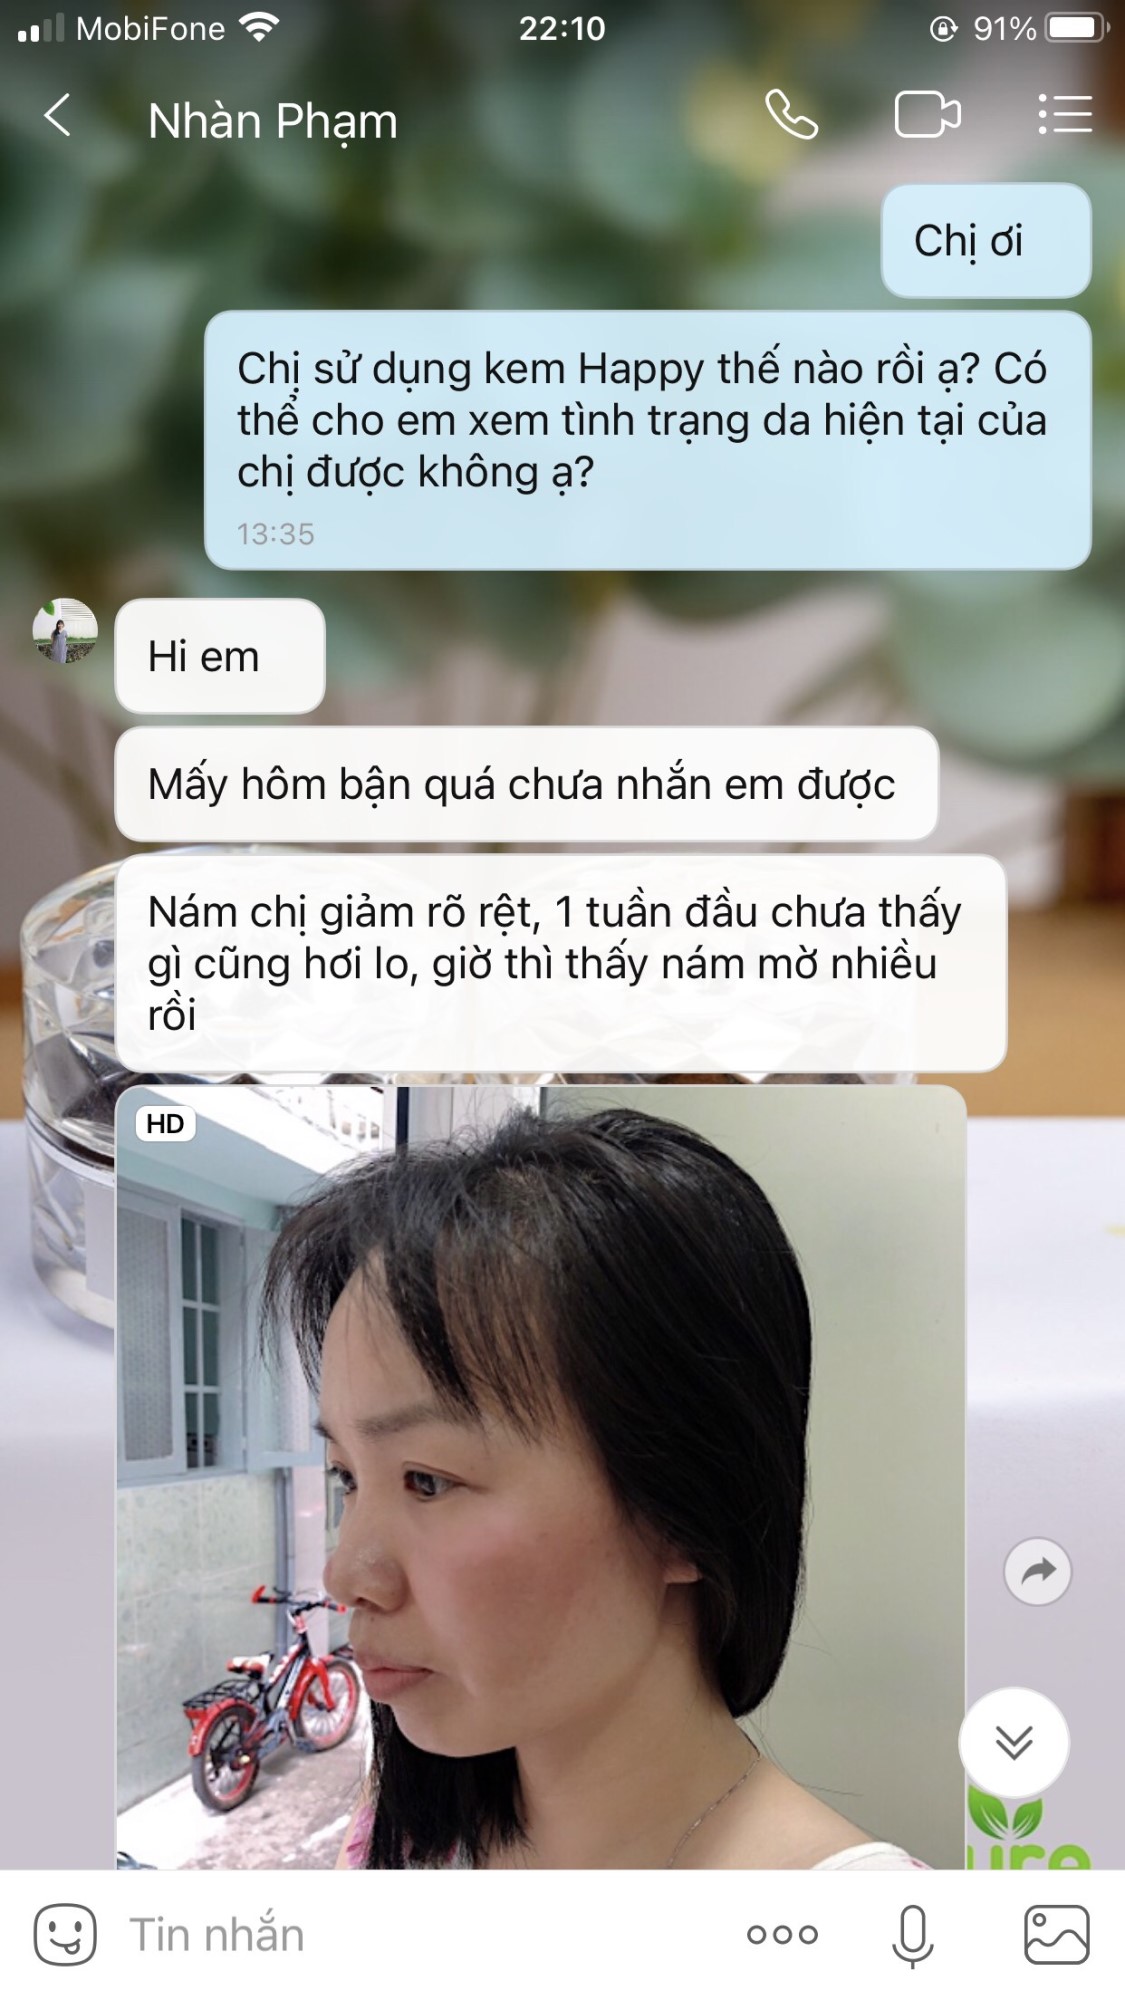 MobiFone
22:10
91%
Nhàn Phạm
Chị ơi
Chị sử dụng kem Happy thế nào rồi ạ? Có
thể cho em xem tình trạng da hiện tại của
chị được không ạ?
13:35
Hi em
Mấy hôm bận quá chưa nhắn em được
Nám chị giảm rõ rệt, 1 tuần đầu chưa thấy
gì cũng hơi lo, giờ thì thấy nám mờ nhiều
rồi
HD
ure
Tin nhắn